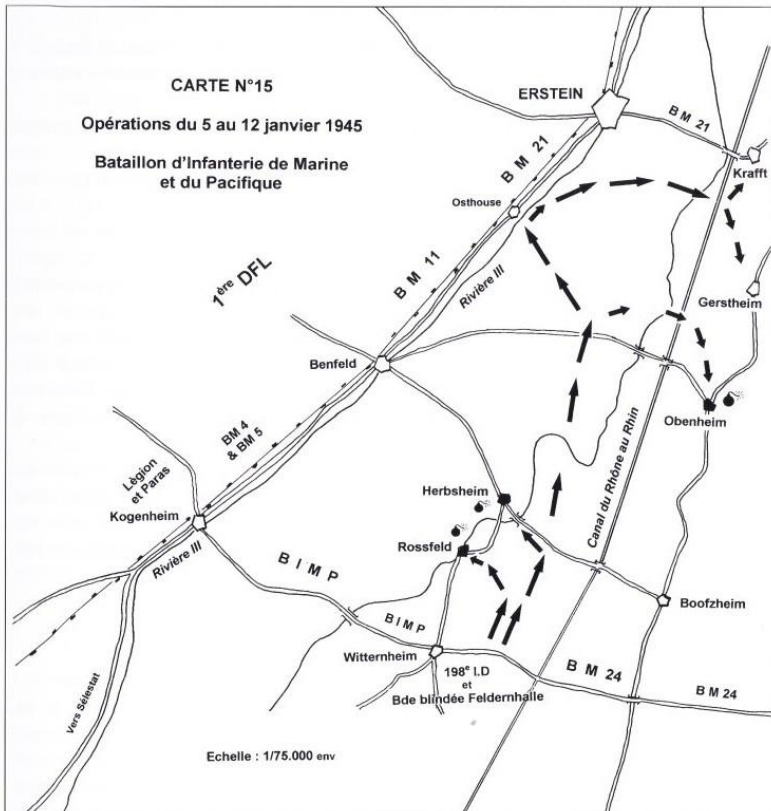 CARTE N°15
Opérations du 5 au 12 janvier 1945
Bataillon d'Infanterie de Marine
et du Pacifique
ERSTEIN
B M 21
Krafft
B M 21
Osthouse
1ère DFL
B M 11
Rivière Ill
Gerstheim
Benfeld
Obenheim
BM 4
& BM 5
Canal du Rhône au Rhin
Lègion
et Paras
Herbsheim
Kogenheim
Rossfeld
Rivière Ill
B I M P
Boofzheim
B I M P
Witternheim
198e I.D
et
Bde blindée Feldernhalle
B M 24
B M 24
Vers Sélestat
Echelle : 1/75.000 env